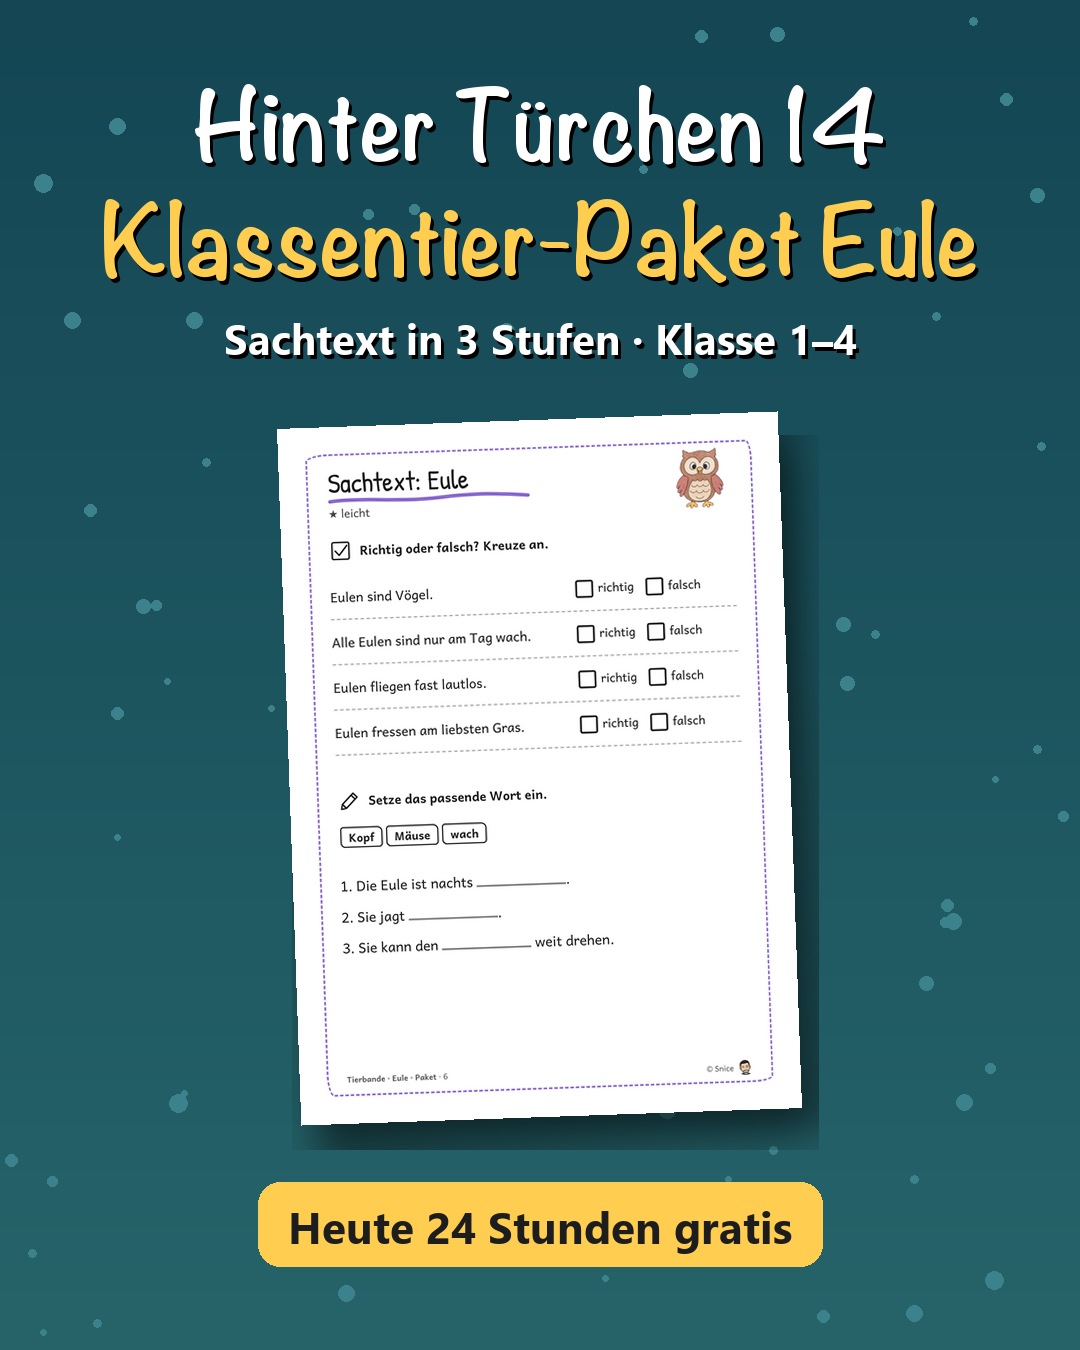 Hinter Türchen 14
Klassentier-Paket Eule
Sachtext in 3 Stufen · Klasse 1–4
Sachtext: Eule
★ leicht
Richtig oder falsch? Kreuze an.
Eulen sind Vögel. richtig falsch
Alle Eulen sind nur am Tag wach. richtig falsch
Eulen fliegen fast lautlos. richtig falsch
Eulen fressen am liebsten Gras. richtig falsch
Setze das passende Wort ein.
Kopf Mäuse wach
1. Die Eule ist nachts ____________.
2. Sie jagt ____________.
3. Sie kann den ____________ weit drehen.
Tierbande · Eule · Paket · 6
© Snice
Heute 24 Stunden gratis